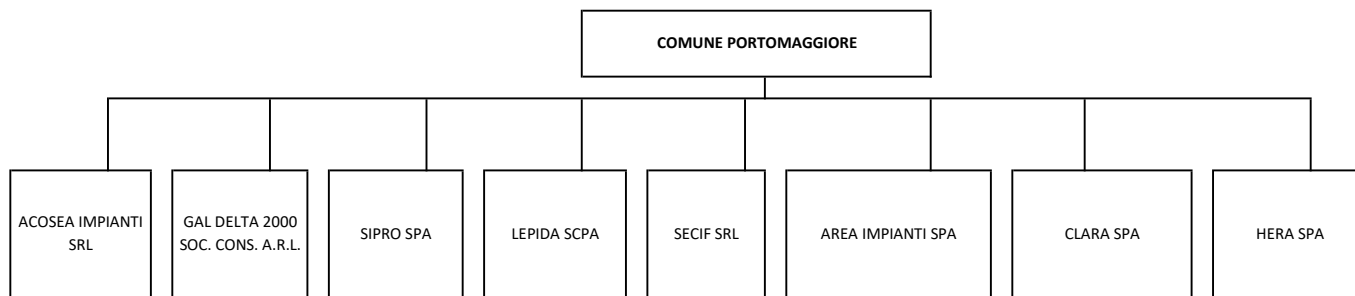 COMUNE PORTOMAGGIORE
ACOSEA IMPIANTI
SRL
GAL DELTA 2000
SOC. CONS. A.R.L.
SIPRO SPA
LEPIDA SCPA
SECIF SRL
AREA IMPIANTI SPA
CLARA SPA
HERA SPA